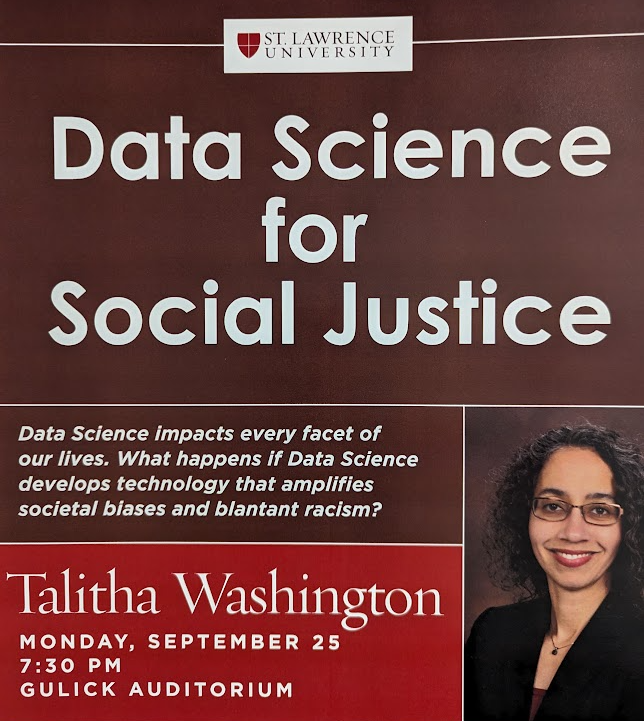 ST. LAWRENCE
UNIVERSITY
Data Science
for
Social Justice
Data Science impacts every facet of
our lives. What happens if Data Science
develops technology that amplifies
societal biases and blantant racism?
Talitha Washington
MONDAY, SEPTEMBER 25
7:30 PM
GULICK AUDITORIUM